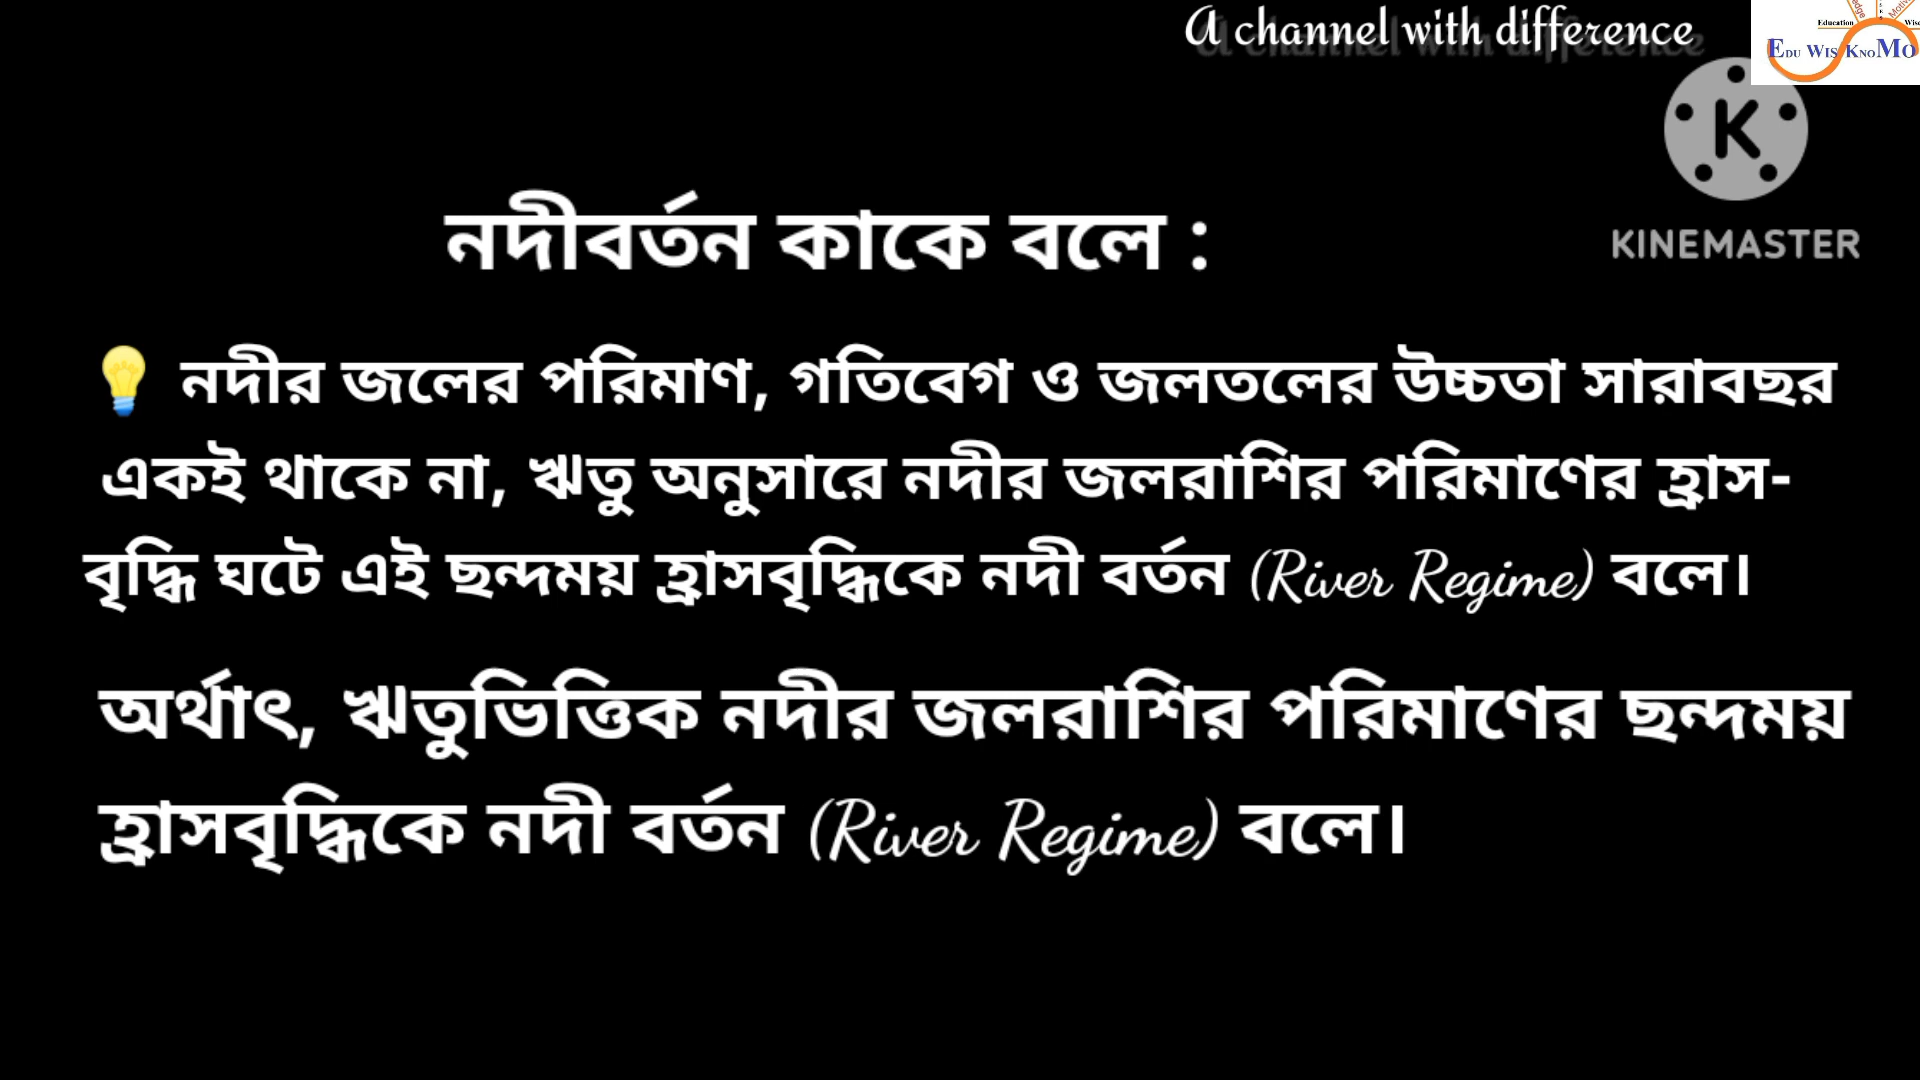 A channel with difference
Education
EDU WIS KNOMO
KINEMASTER
নদীবর্তন কাকে বলে :
নদীর জলের পরিমাণ, গতিবেগ ও জলতলের উচ্চতা সারাবছর
একই থাকে না, ঋতু অনুসারে নদীর জলরাশির পরিমাণের হ্রাস-
বৃদ্ধি ঘটে এই ছন্দময় হ্রাসবৃদ্ধিকে নদী বর্তন (River Regime) বলে।
অর্থাৎ, ঋতুভিত্তিক নদীর জলরাশির পরিমাণের ছন্দময়
হ্রাসবৃদ্ধিকে নদী বর্তন (River Regime) বলে।